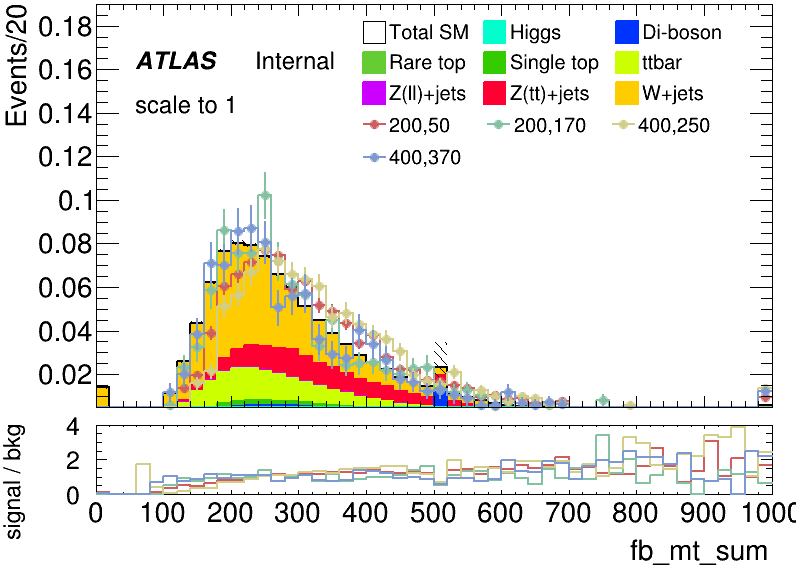 Events/20
0.18
0.16
0.14
0.12
0.1
0.08
0.06
0.04
0.02
ATLAS Internal
scale to 1
Total SM Higgs Di-boson
Rare top Single top ttbar
Z(ll)+jets Z(tt)+jets W+jets
200,50 200,170 400,250
400,370
signal / bkg
4
2
0
0 100 200 300 400 500 600 700 800 900 1000
fb_mt_sum